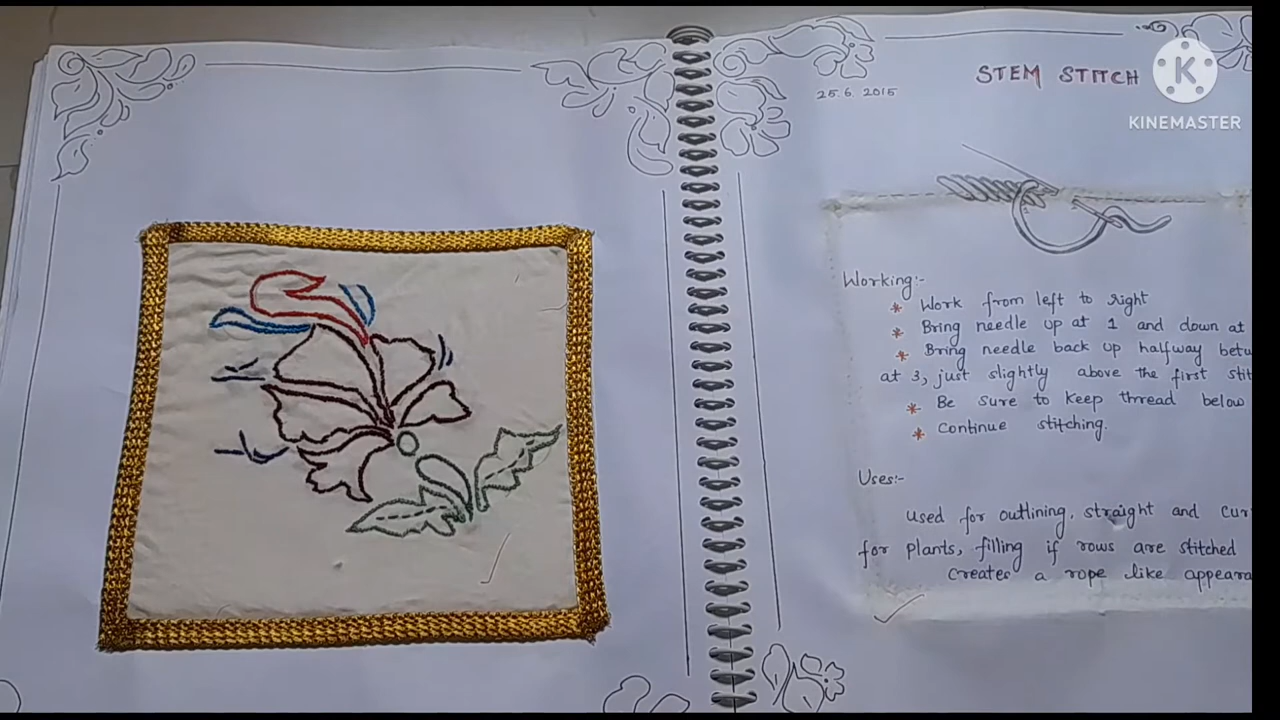 STEM STITCH
25.6.2015
KINEMASTER
Working:-
* Work from left to right
* Bring needle up at 1 and down at
* Bring needle back up halfway betw
at 3, just slightly above the first stit
* Be sure to keep thread below
* Continue stitching.
Uses:-
Used for outlining, straight and cur
for plants, filling if rows are stitched
Creates a rope like appeara